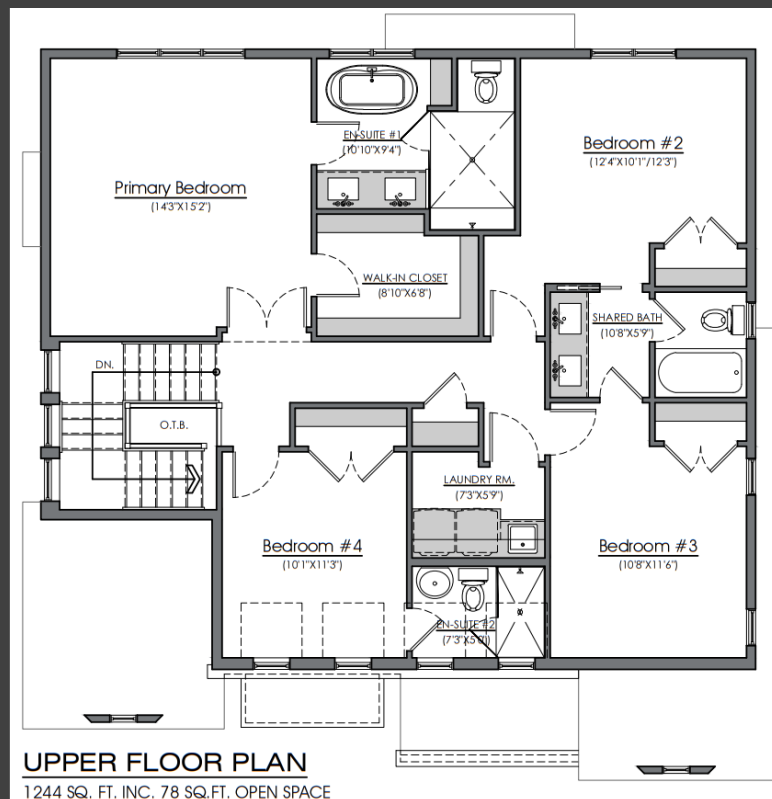 EN-SUITE #1
(10'10"X9'4")
Bedroom #2
(12'4"X10'1"/12'3")
Primary Bedroom
(14'3"X15'2")
WALK-IN CLOSET
(8'10"X6'8")
SHARED BATH
(10'8"X5'9")
DN.
O.T.B.
LAUNDRY RM.
(7'3"X5'9")
Bedroom #4
(10'1"X11'3")
Bedroom #3
(10'8"X11'6")
EN-SUITE #2
UPPER FLOOR PLAN
1244 SQ. FT. INC. 78 SQ.FT. OPEN SPACE